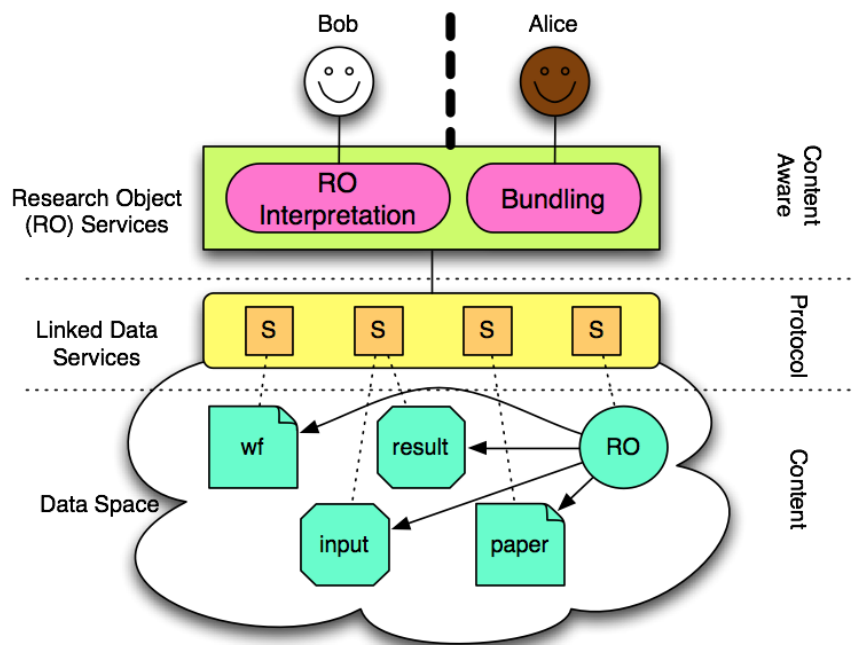 Bob
Alice
Research Object
(RO) Services
RO
Interpretation
Bundling
Content
Aware
Linked Data
Services
S
S
S
S
Protocol
wf
result
RO
Data Space
input
paper
Content